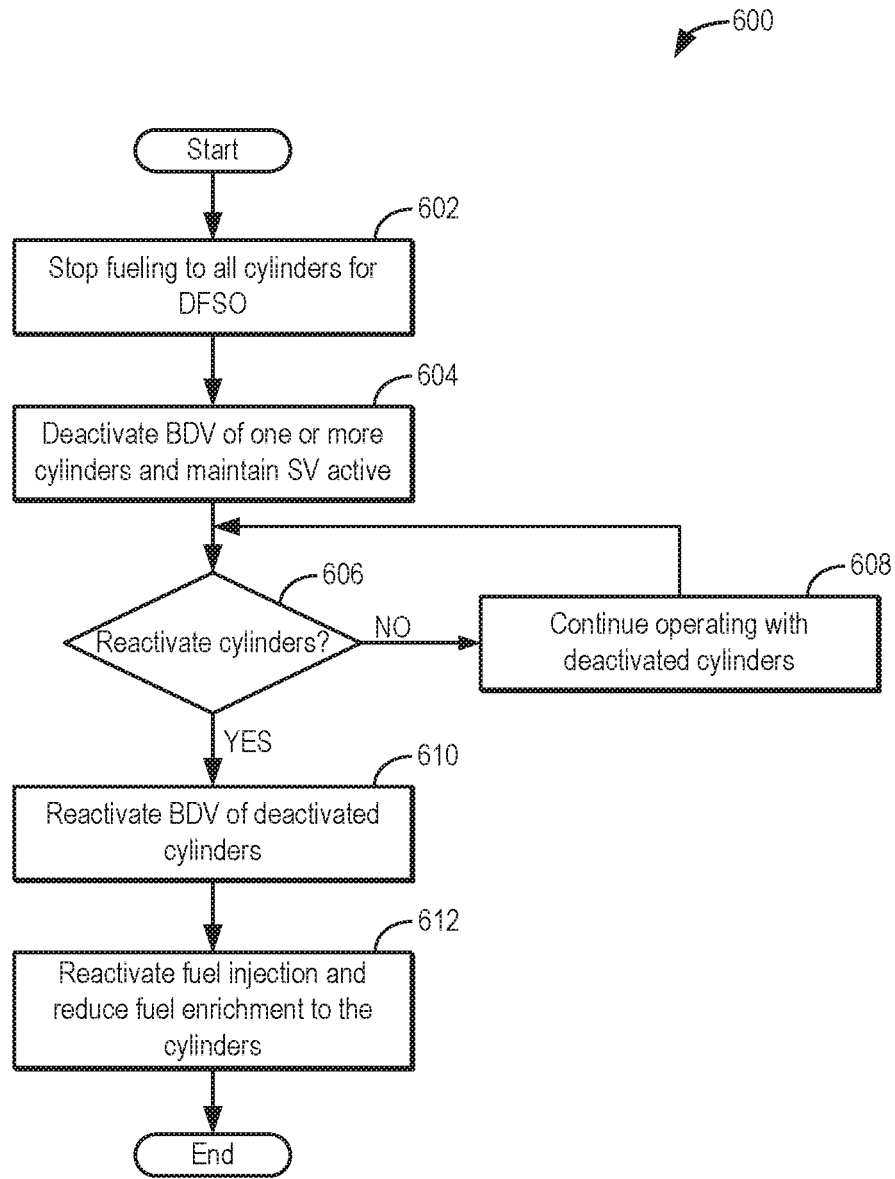 600
Start
602
Stop fueling to all cylinders for
DFSO
604
Deactivate BDV of one or more
cylinders and maintain SV active
606
Reactivate cylinders?
NO
608
Continue operating with
deactivated cylinders
YES
610
Reactivate BDV of deactivated
cylinders
612
Reactivate fuel injection and
reduce fuel enrichment to the
cylinders
End